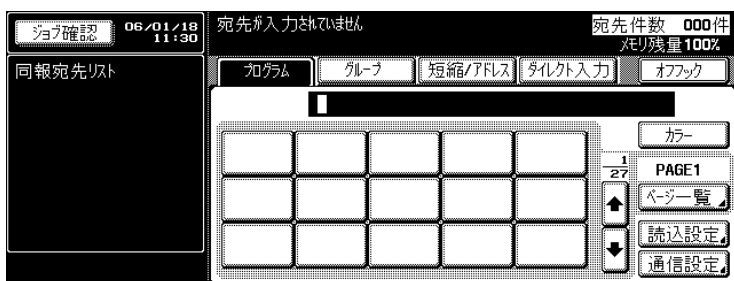 ジョブ確認
06/01/18
11:30
宛先が入力されていません
宛先件数 000件
メモリ残量100%
同報宛先リスト
プログラム
グループ
短縮/アドレス
ダイレクト入力
オフフック
カラー
1
27
PAGE1
ページ一覧
読込設定
通信設定